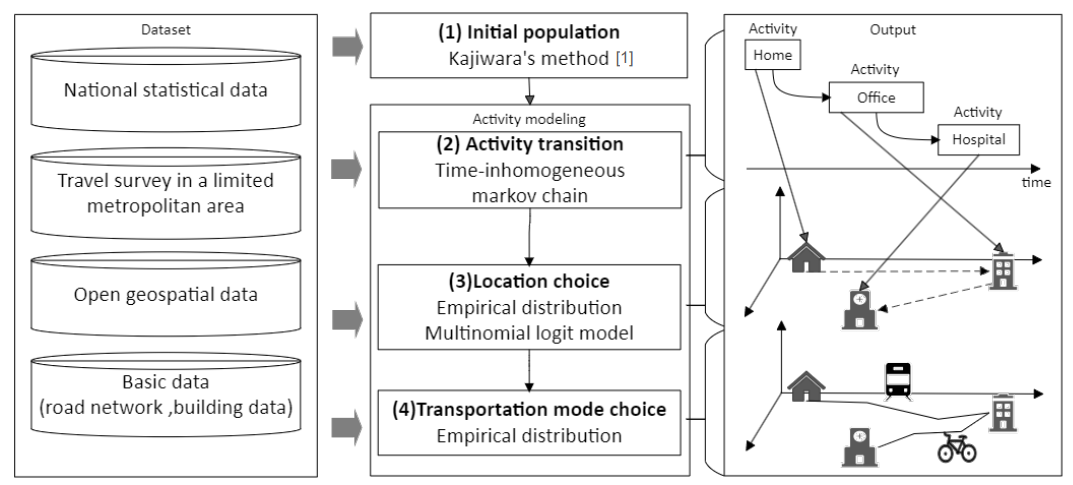 Dataset
National statistical data
Travel survey in a limited
metropolitan area
Open geospatial data
Basic data
(road network ,building data)
(1) Initial population
Kajiwara's method [1]
Activity modeling
(2) Activity transition
Time-inhomogeneous
markov chain
(3)Location choice
Empirical distribution
Multinomial logit model
(4)Transportation mode choice
Empirical distribution
Output
Activity
Home
Activity
Office
Activity
Hospital
time